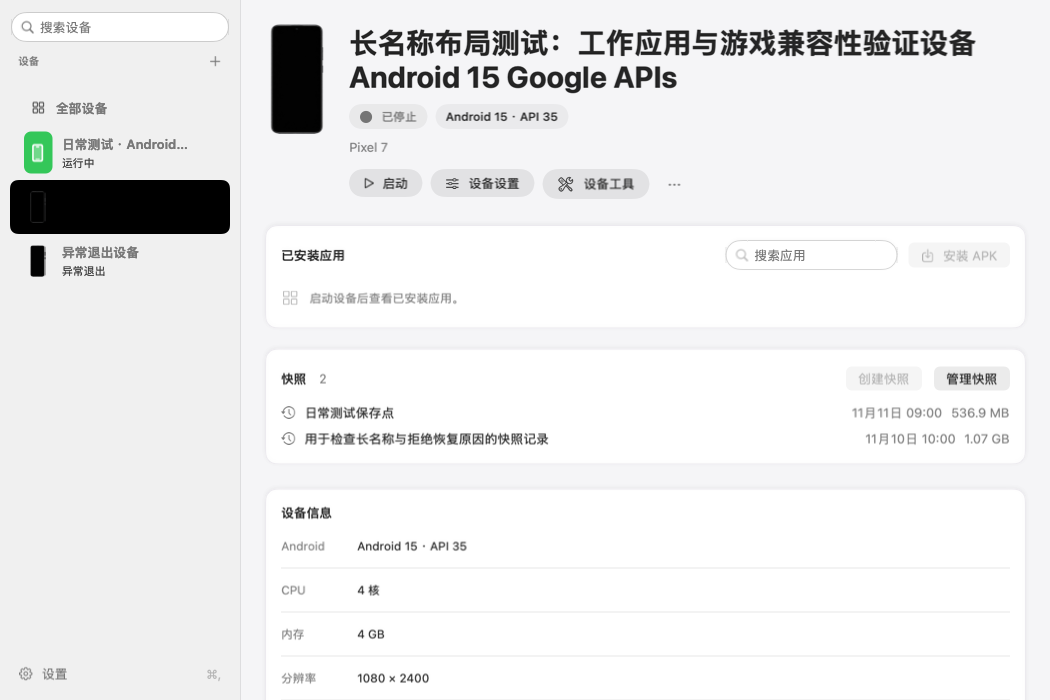 搜索设备
设备
全部设备
日常测试 · Android...
运行中
异常退出设备
异常退出
设置
⌘,
长名称布局测试：工作应用与游戏兼容性验证设备
Android 15 Google APIs
已停止
Android 15 · API 35
Pixel 7
启动
设备设置
设备工具
已安装应用
搜索应用
安装 APK
启动设备后查看已安装应用。
快照 2
创建快照
管理快照
日常测试保存点
11月11日 09:00 536.9 MB
用于检查长名称与拒绝恢复原因的快照记录
11月10日 10:00 1.07 GB
设备信息
Android Android 15 · API 35
CPU 4 核
内存 4 GB
分辨率 1080 × 2400